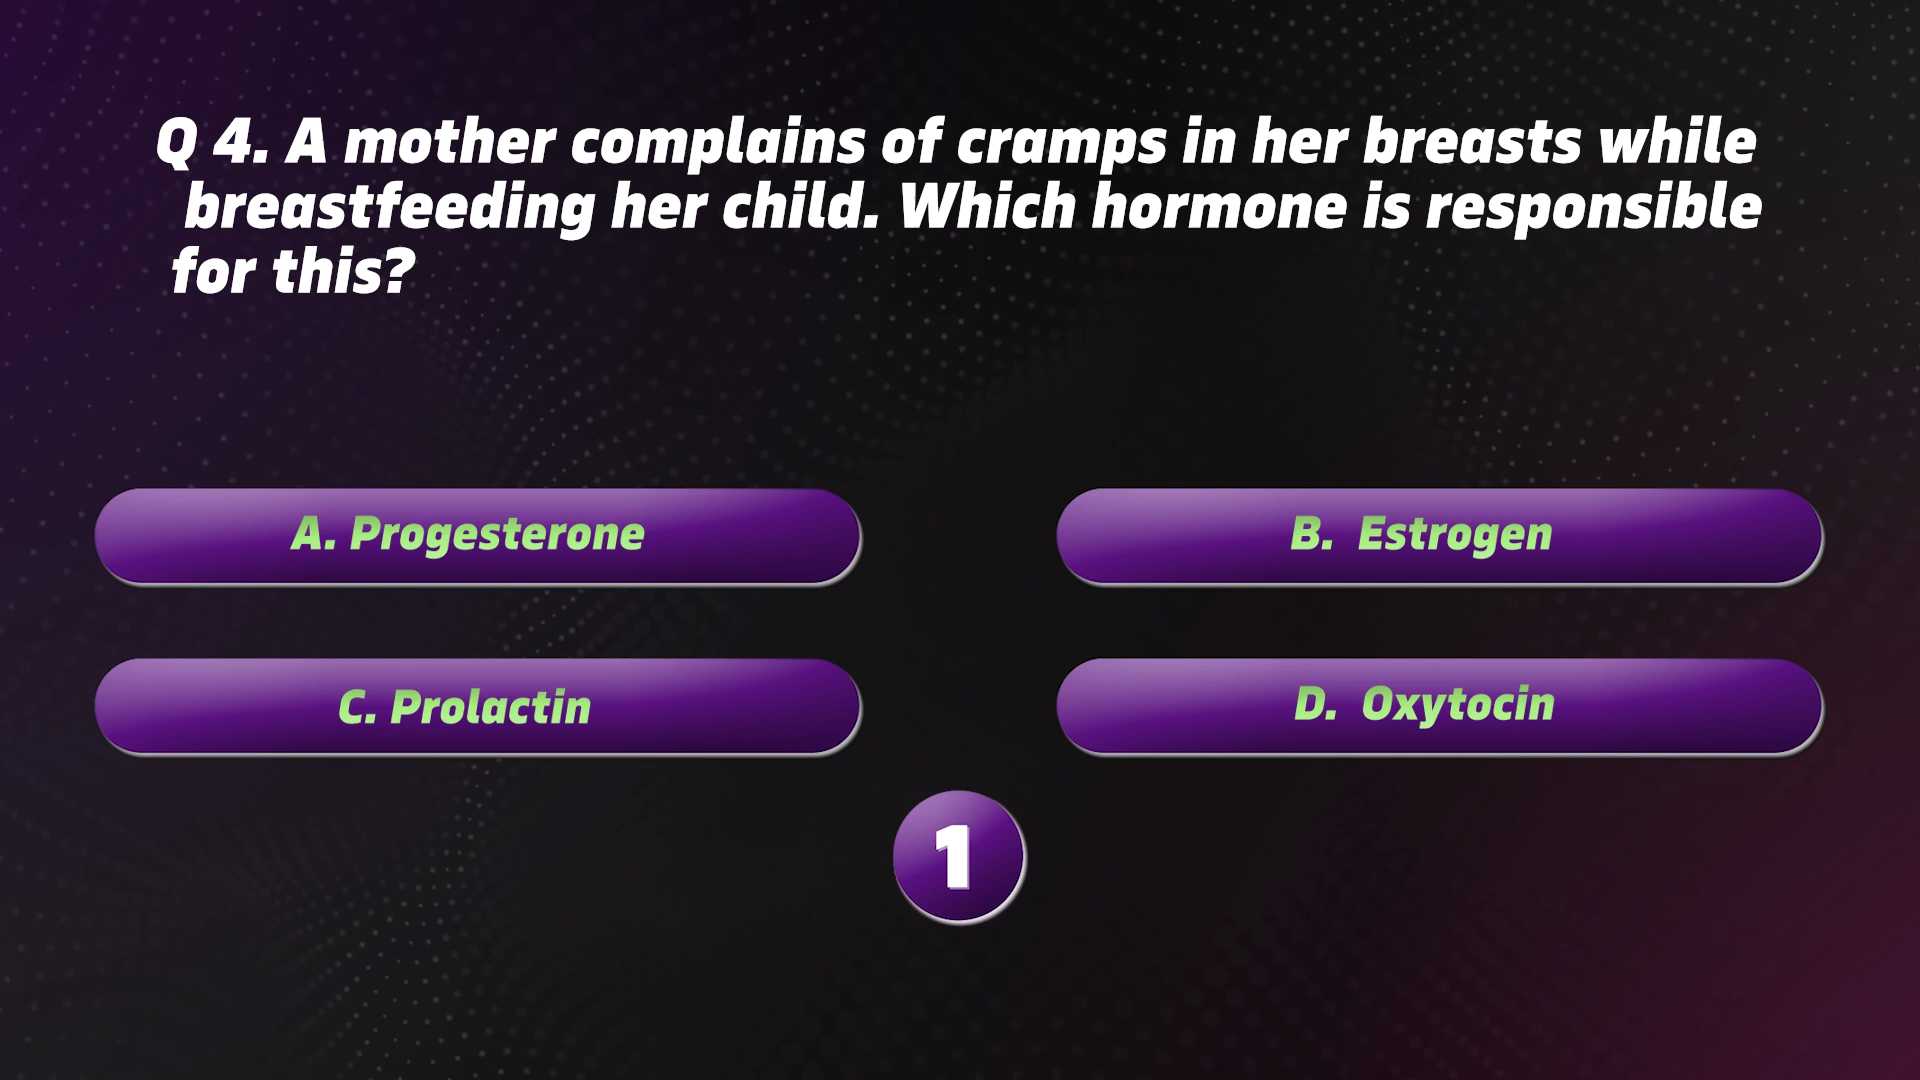 Q 4. A mother complains of cramps in her breasts while
breastfeeding her child. Which hormone is responsible
for this?
A. Progesterone
B. Estrogen
C. Prolactin
D. Oxytocin
1